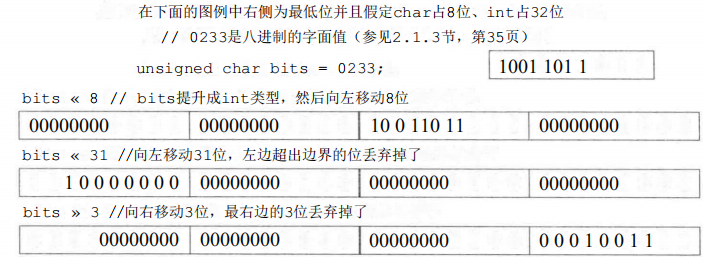 在下面的图例中右侧为最低位并且假定char占8位、int占32位
// 0233是八进制的字面值（参见2.1.3节，第35页）
unsigned char bits = 0233; 1001 101 1
bits « 8 // bits提升成int类型，然后向左移动8位
00000000 00000000 10 0 110 11 00000000
bits « 31 //向左移动31位，左边超出边界的位丢弃掉了
1 0 0 0 0 0 0 0 00000000 00000000 00000000
bits » 3 //向右移动3位，最右边的3位丢弃掉了
00000000 00000000 00000000 0 0 0 1 0 0 1 1